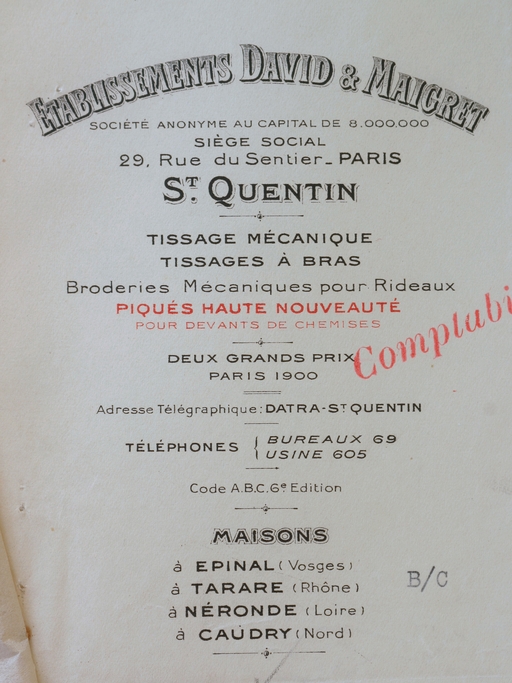 ETABLISSEMENTS DAVID & MAIGRET
SOCIÉTÉ ANONYME AU CAPITAL DE 8.000.000
SIÈGE SOCIAL
29, Rue du Sentier_ PARIS
ST. QUENTIN
TISSAGE MÉCANIQUE
TISSAGES À BRAS
Broderies Mécaniques pour Rideaux
PIQUÉS HAUTE NOUVEAUTÉ
POUR DEVANTS DE CHEMISES
DEUX GRANDS PRIX
PARIS 1900
Comptabi
Adresse Télégraphique: DATRA-ST QUENTIN
TÉLÉPHONES { BUREAUX 69
USINE 605
Code A.B.C. 6e Edition
MAISONS
à EPINAL (Vosges)
à TARARE (Rhône)
à NÉRONDE (Loire)
à CAUDRY (Nord)
B/C